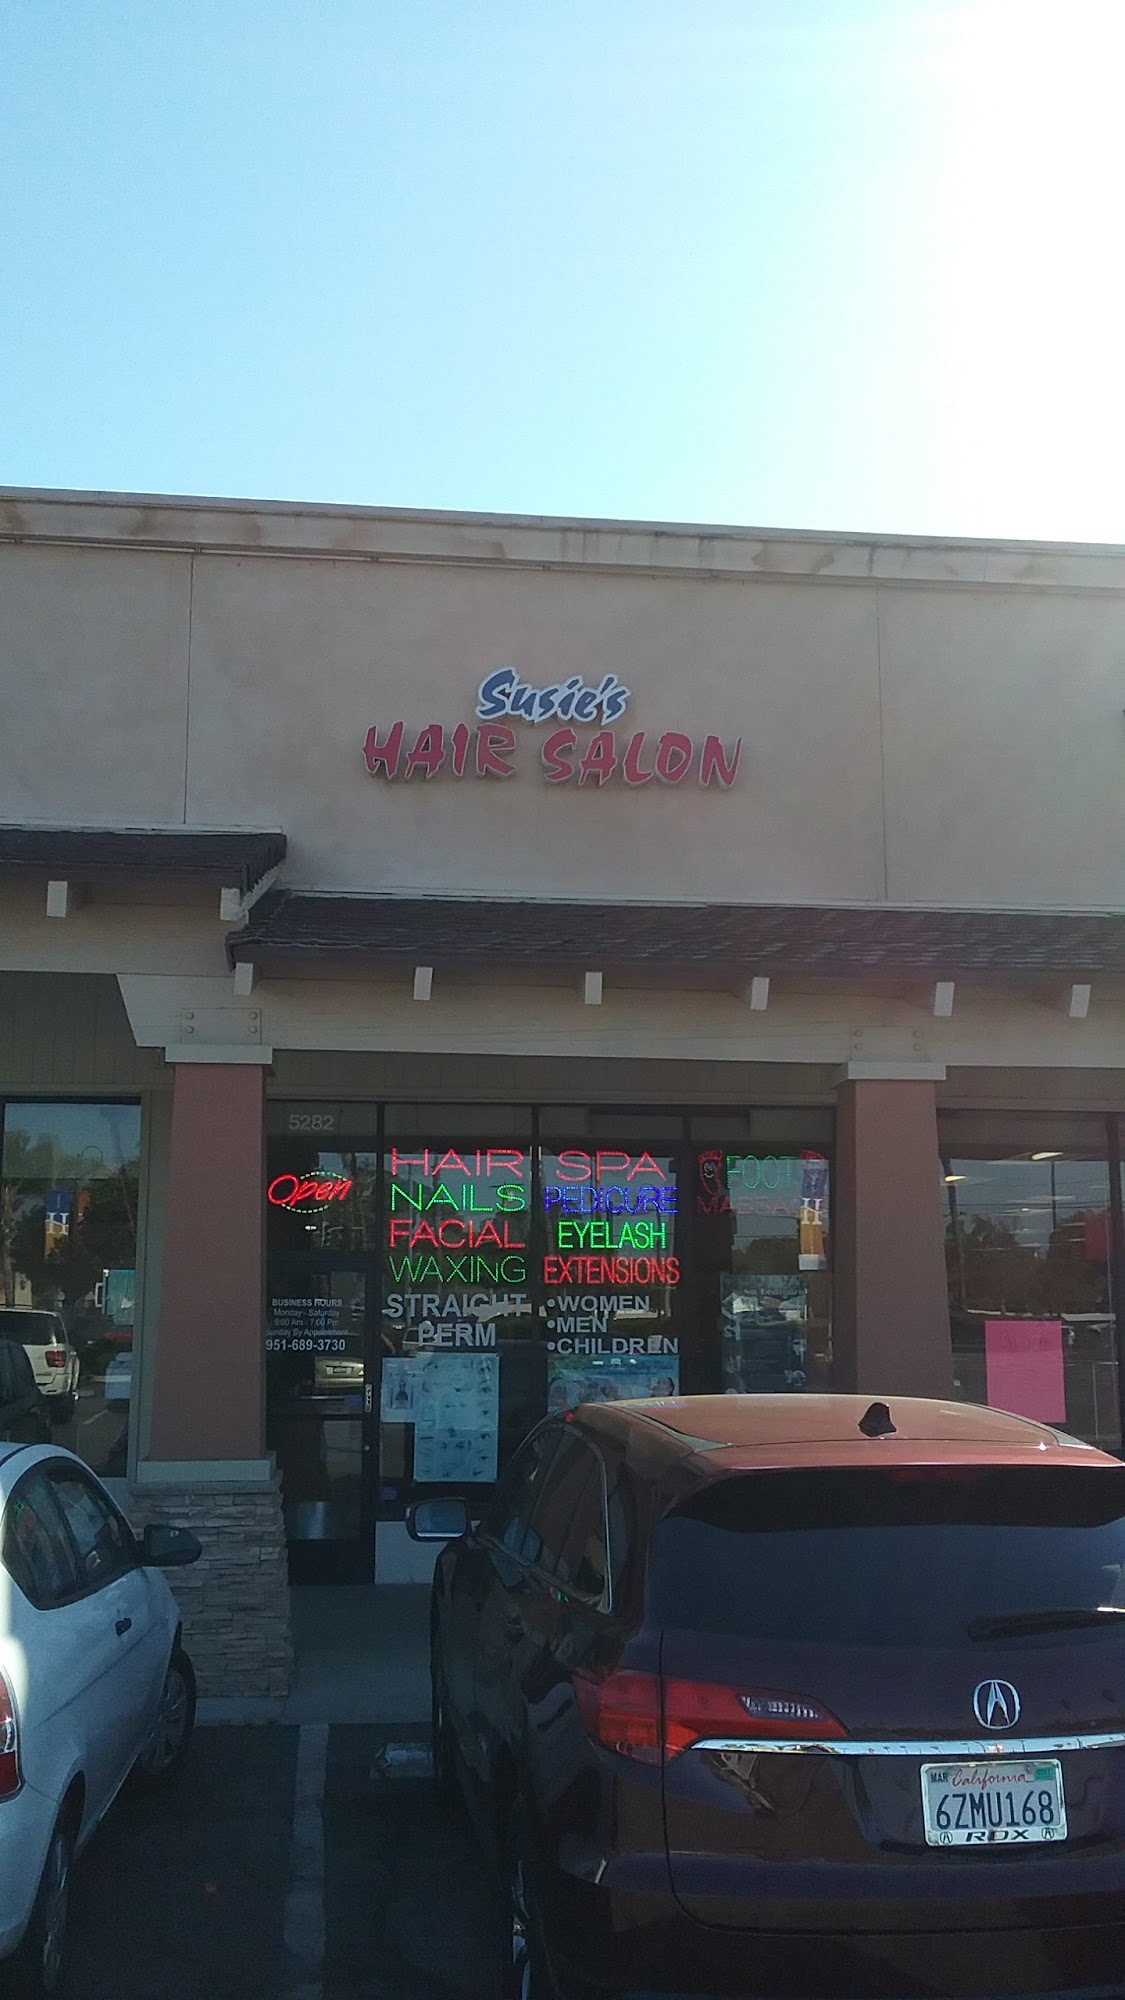 Susie's
HAIR SALON
5282
Open
HAIR
NAILS
FACIAL
WAXING
STRAIGHT
PERM
SPA
PEDICURE
EYELASH
EXTENSIONS
•WOMEN
•MEN
•CHILDREN
FOOT
MASSAGE
H
BUSINESS HOURS
Monday - Saturday
9:00 Am - 7:00 Pm
Sunday By Appointment
951-689-3730
MAR California
6ZMU168
RDX